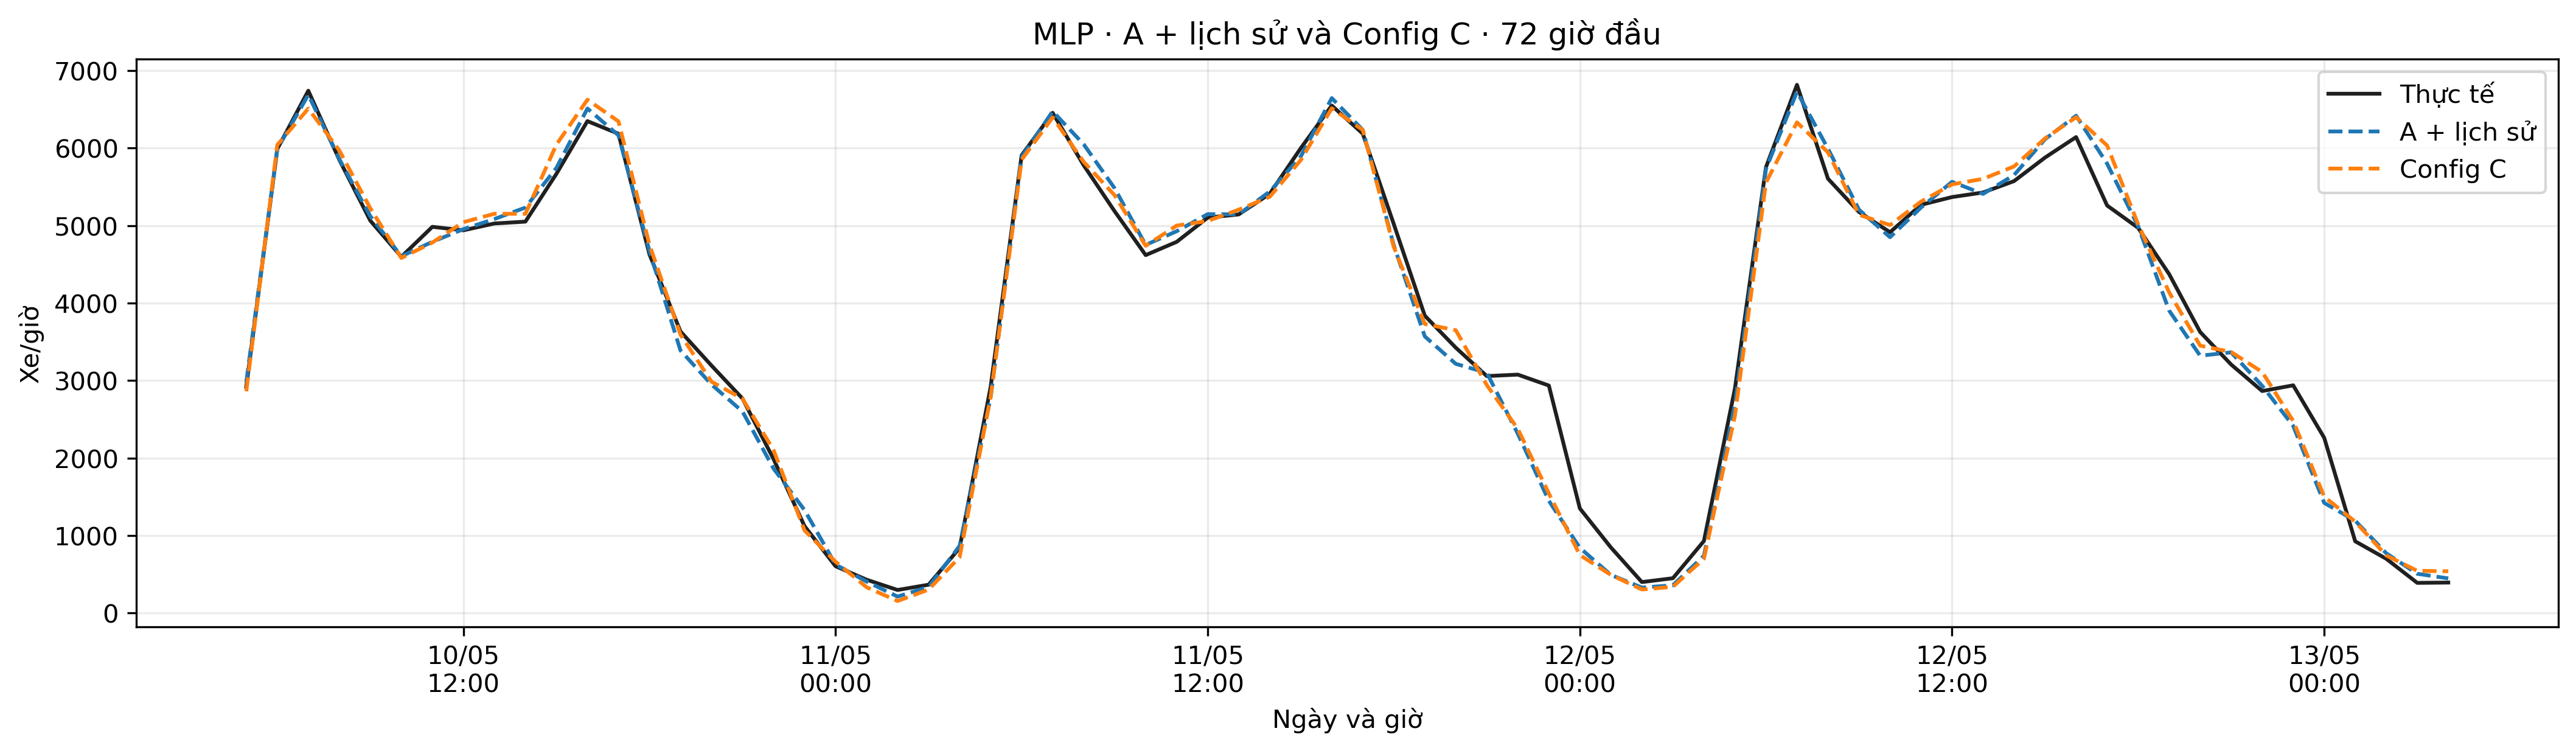 MLP · A + lịch sử và Config C · 72 giờ đầu
Thực tế
A + lịch sử
Config C
Xe/giờ
7000
6000
5000
4000
3000
2000
1000
0
10/05 11/05 11/05 12/05 12/05 13/05
12:00 00:00 12:00 00:00 12:00 00:00
Ngày và giờ